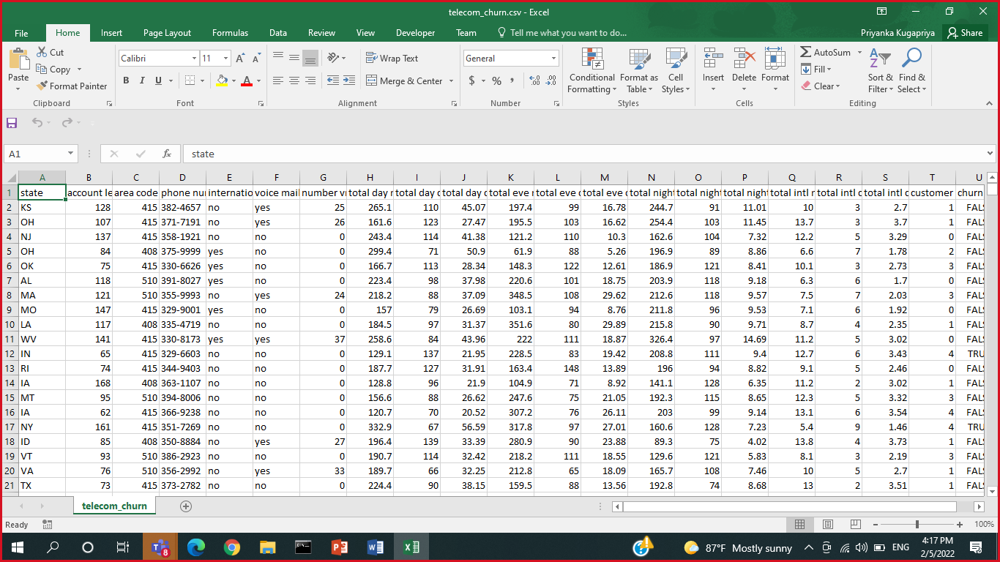 telecom_churn.csv - Excel
File Home Insert Page Layout Formulas Data Review View Developer Team Tell me what you want to do... Priyanka Kugapriya Share
Cut
Copy
Format Painter
Paste
Clipboard
Calibri 11
B I U
Font
Wrap Text
Merge & Center
Alignment
General
$ % ,
Number
Conditional Formatting
Format as Table
Cell Styles
Styles
Insert Delete Format
Cells
AutoSum
Fill
Clear
Sort & Filter
Find & Select
Editing
A1 fx state
A B C D E F G H I J K L M N O P Q R S T U
1 state account le area code phone nu internatio voice mail number v total day total day total day total eve total eve total eve total night total night total night total intl total intl total intl customer churn
2 KS 128 415 382-4657 no yes 25 265.1 110 45.07 197.4 99 16.78 244.7 91 11.01 10 3 2.7 1 FALS
3 OH 107 415 371-7191 no yes 26 161.6 123 27.47 195.5 103 16.62 254.4 103 11.45 13.7 3 3.7 1 FALS
4 NJ 137 415 358-1921 no no 0 243.4 114 41.38 121.2 110 10.3 162.6 104 7.32 12.2 5 3.29 0 FALS
5 OH 84 408 375-9999 yes no 0 299.4 71 50.9 61.9 88 5.26 196.9 89 8.86 6.6 7 1.78 2 FALS
6 OK 75 415 330-6626 yes no 0 166.7 113 28.34 148.3 122 12.61 186.9 121 8.41 10.1 3 2.73 3 FALS
7 AL 118 510 391-8027 yes no 0 223.4 98 37.98 220.6 101 18.75 203.9 118 9.18 6.3 6 1.7 0 FALS
8 MA 121 510 355-9993 no yes 24 218.2 88 37.09 348.5 108 29.62 212.6 118 9.57 7.5 7 2.03 3 FALS
9 MO 147 415 329-9001 yes no 0 157 79 26.69 103.1 94 8.76 211.8 96 9.53 7.1 6 1.92 0 FALS
10 LA 117 408 335-4719 no no 0 184.5 97 31.37 351.6 80 29.89 215.8 90 9.71 8.7 4 2.35 1 FALS
11 WV 141 415 330-8173 yes yes 37 258.6 84 43.96 222 111 18.87 326.4 97 14.69 11.2 5 3.02 0 FALS
12 IN 65 415 329-6603 no no 0 129.1 137 21.95 228.5 83 19.42 208.8 111 9.4 12.7 6 3.43 4 TRU
13 RI 74 415 344-9403 no no 0 187.7 127 31.91 163.4 148 13.89 196 94 8.82 9.1 5 2.46 0 FALS
14 IA 168 408 363-1107 no no 0 128.8 96 21.9 104.9 71 8.92 141.1 128 6.35 11.2 2 3.02 1 FALS
15 MT 95 510 394-8006 no no 0 156.6 88 26.62 247.6 75 21.05 192.3 115 8.65 12.3 5 3.32 3 FALS
16 IA 62 415 366-9238 no no 0 120.7 70 20.52 307.2 76 26.11 203 99 9.14 13.1 6 3.54 4 FALS
17 NY 161 415 351-7269 no no 0 332.9 67 56.59 317.8 97 27.01 160.6 128 7.23 5.4 9 1.46 4 TRU
18 ID 85 408 350-8884 no yes 27 196.4 139 33.39 280.9 90 23.88 89.3 75 4.02 13.8 4 3.73 1 FALS
19 VT 93 510 386-2923 no no 0 190.7 114 32.42 218.2 111 18.55 129.6 121 5.83 8.1 3 2.19 3 FALS
20 VA 76 510 356-2992 no yes 33 189.7 66 32.25 212.8 65 18.09 165.7 108 7.46 10 5 2.7 1 FALS
21 TX 73 415 373-2782 no no 0 224.4 90 38.15 159.5 88 13.56 192.8 74 8.68 13 2 3.51 1 FALS
telecom_churn
Ready 100%
8 87°F Mostly sunny ENG 4:17 PM
2/5/2022